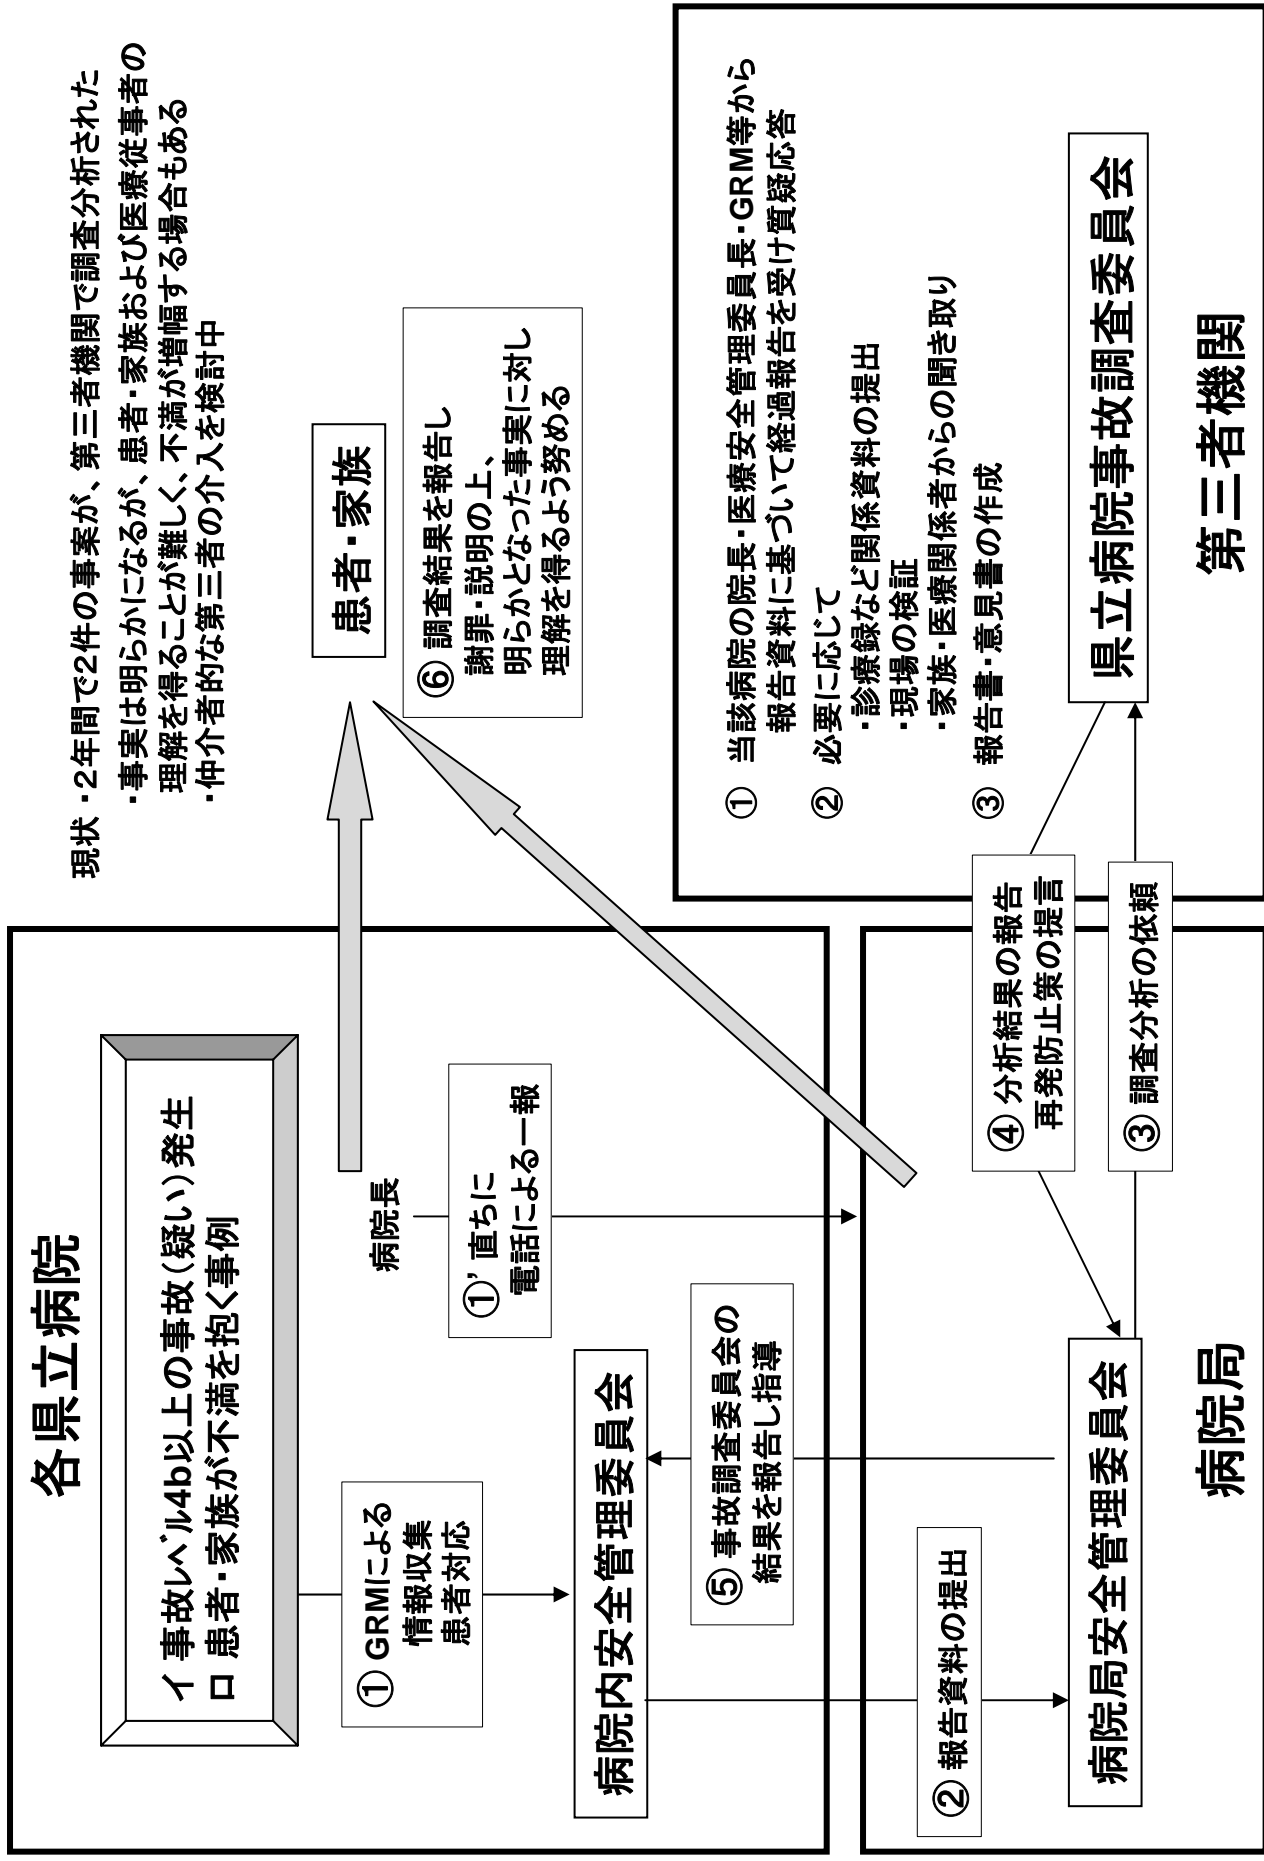 各県立病院
イ 事故レベル4b以上の事故(疑い)発生
ロ 患者・家族が不満を抱く事例
① GRMによる
情報収集
患者対応
病院長
①’ 直ちに
電話による一報
院内安全管理委員会
⑤ 事故調査委員会の
結果を報告し指導
② 報告資料の提出
病院局安全管理委員会
病院局
現状・2年間で2件の事案が、第三者機関で調査分析された
・事実は明らかになるが、患者・家族および医療従事者の
理解を得ることが難しく、不満が増幅する場合もある
・仲介者的な第三者の介入を検討中
患者・家族
⑥ 調査結果を報告し
謝罪・説明の上、
明らかとなった事実に対し
理解を得るよう努める
① 当該病院の院長・医療安全管理委員長・GRM等から
報告資料に基づいて経過報告を受け質疑応答
② 必要に応じて
・診療録など関係資料の提出
・現場の検証
・家族・医療関係者からの聞き取り
③ 報告書・意見書の作成
④ 分析結果の報告
再発防止策の提言
③ 調査分析の依頼
県立病院事故調査委員会
第三者機関